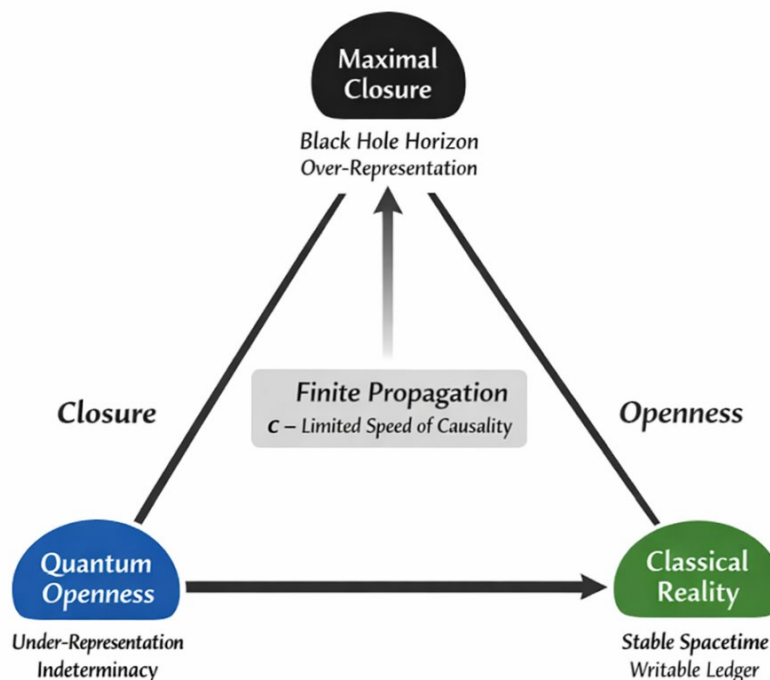 Maximal
Closure
Black Hole Horizon
Over-Representation
Finite Propagation
c – Limited Speed of Causality
Closure
Openness
Quantum
Openness
Under-Representation
Indeterminacy
Classical
Reality
Stable Spacetime
Writable Ledger